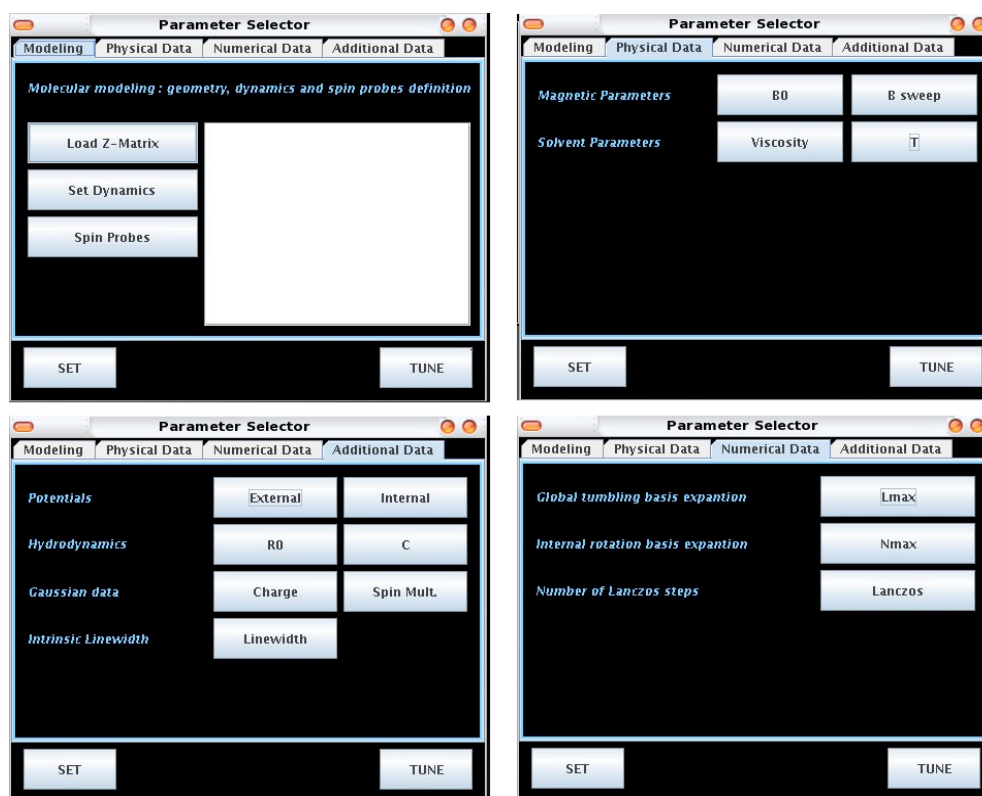 Parameter Selector
Modeling Physical Data Numerical Data Additional Data
Molecular modeling : geometry, dynamics and spin probes definition
Load Z-Matrix
Set Dynamics
Spin Probes
SET TUNE
Parameter Selector
Modeling Physical Data Numerical Data Additional Data
Magnetic Parameters B0 B sweep
Solvent Parameters Viscosity T
SET TUNE
Parameter Selector
Modeling Physical Data Numerical Data Additional Data
Potentials External Internal
Hydrodynamics R0 C
Gaussian data Charge Spin Mult.
Intrinsic Linewidth Linewidth
SET TUNE
Parameter Selector
Modeling Physical Data Numerical Data Additional Data
Global tumbling basis expantion Lmax
Internal rotation basis expantion Nmax
Number of Lanczos steps Lanczos
SET TUNE